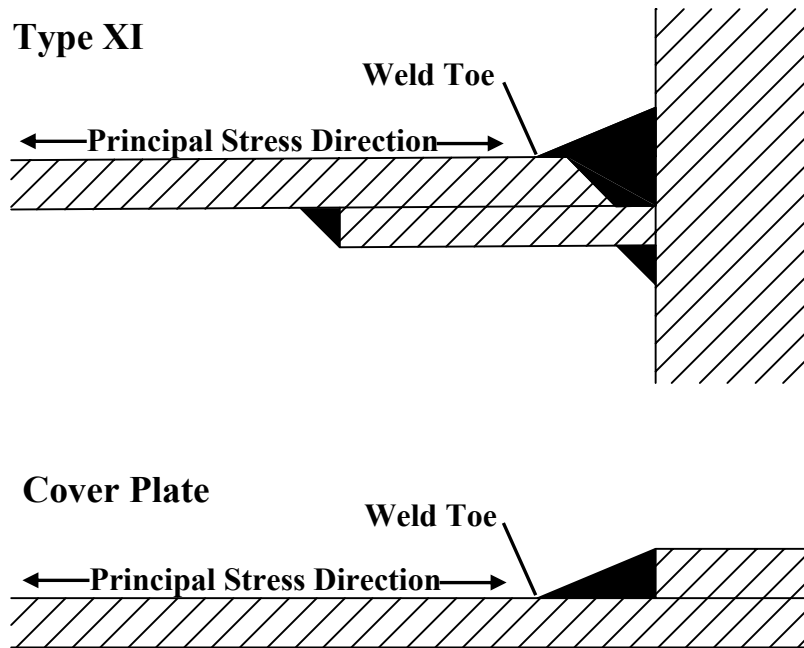 Type XI
Weld Toe
Principal Stress Direction
Cover Plate
Weld Toe
Principal Stress Direction